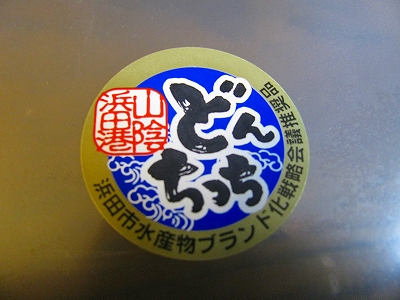 山陰
浜田港
どん
ちっち
浜田市水産物ブランド化戦略会議推奨品